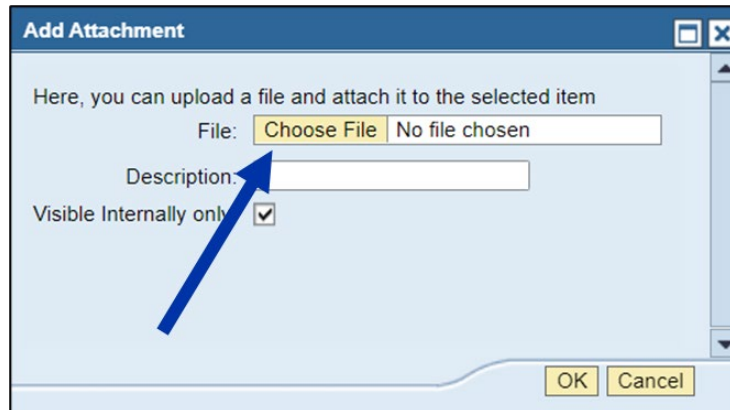 Add Attachment
Here, you can upload a file and attach it to the selected item
File: Choose File No file chosen
Description:
Visible Internally only
OK Cancel